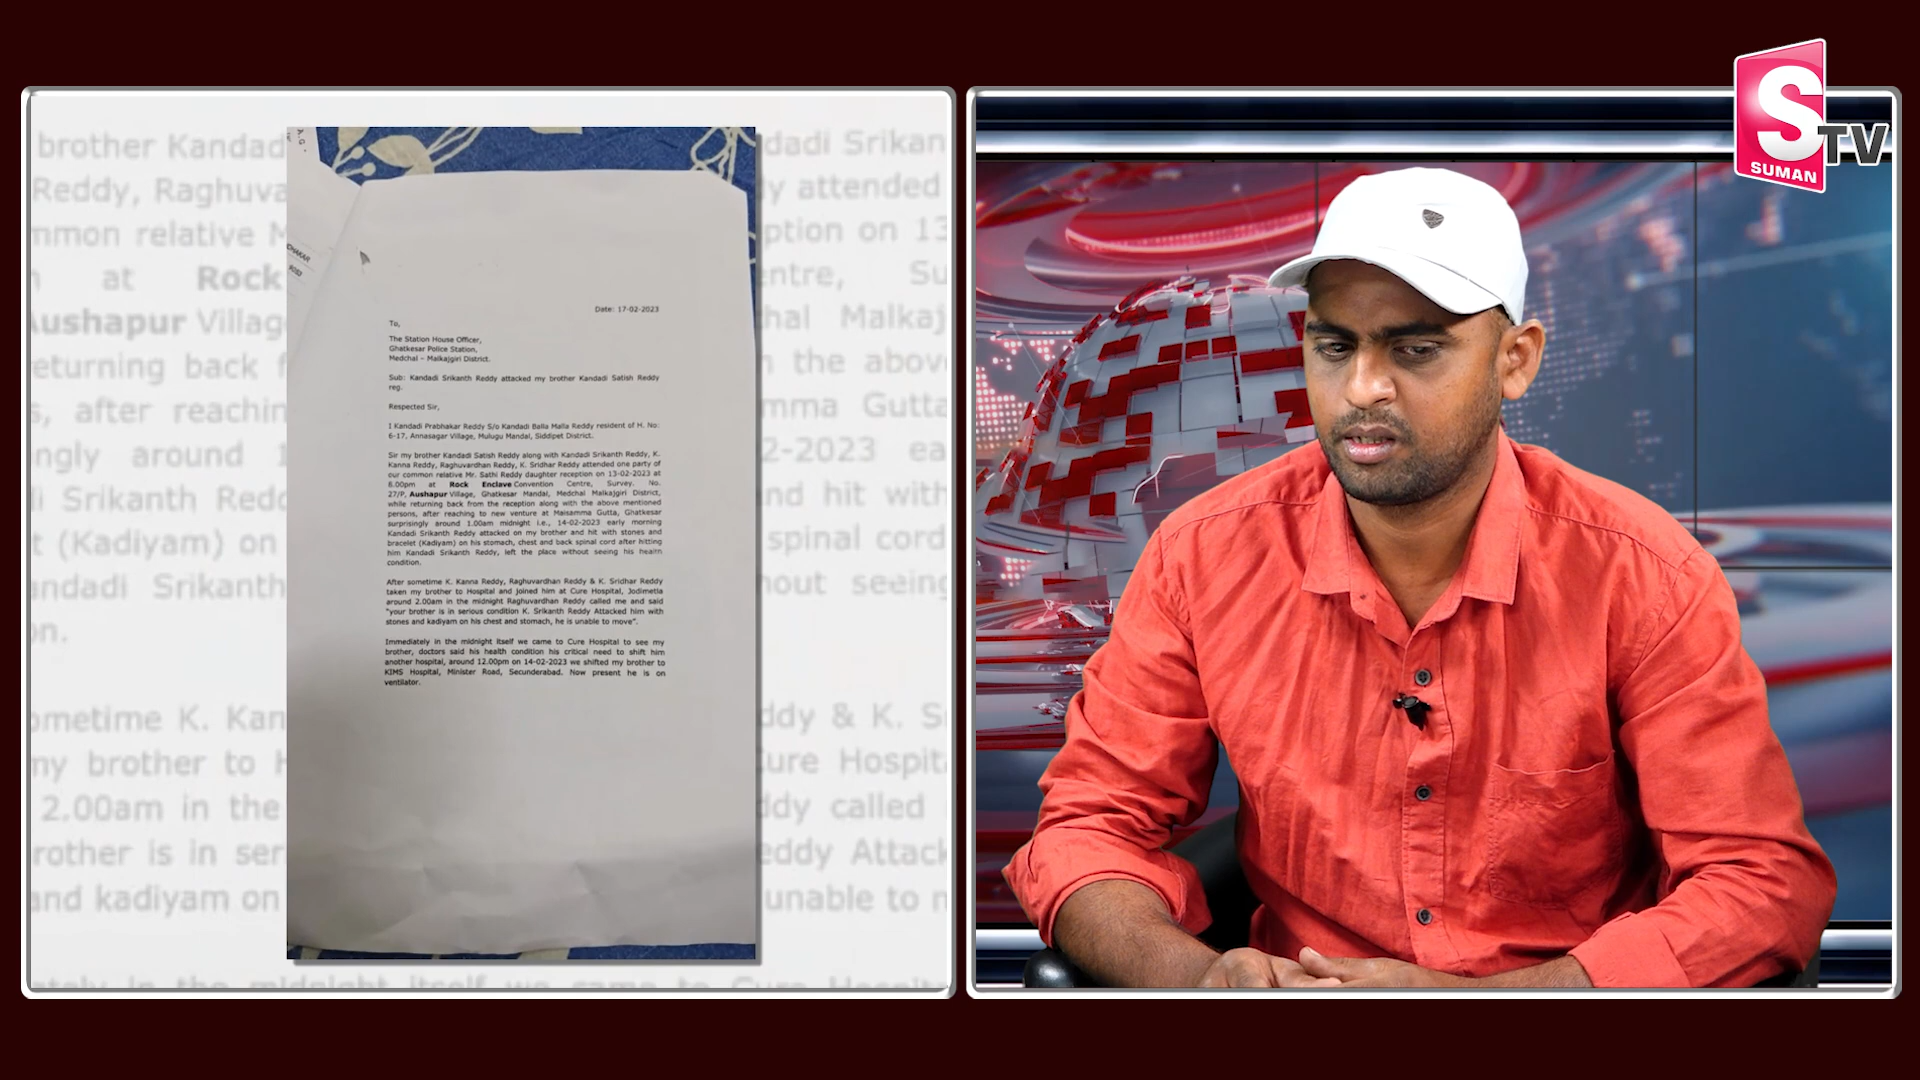 Date: 17-02-2023
To,
The Station House Officer,
Ghatkesar Police Station,
Medchal – Malkajgiri District.
Sub: Kandadi Srikanth Reddy attacked my brother Kandadi Satish Reddy
reg.
Respected Sir,
I Kandadi Prabhakar Reddy S/o Kandadi Balla Malla Reddy resident of H. No:
6-17, Annasagar Village, Mulugu Mandal, Siddipet District.
Sir my brother Kandadi Satish Reddy along with Kandadi Srikanth Reddy, K.
Kanna Reddy, Raghuvardhan Reddy, K. Sridhar Reddy attended one party of
our common relative Mr. Sathi Reddy daughter reception on 13-02-2023 at
8.00pm at Rock Enclave Convention Centre, Survey. No.
27/P, Aushapur Village, Ghatkesar Mandal, Medchal Malkajgiri District,
while returning back from the reception along with the above mentioned
persons, after reaching to new venture at Maisamma Gutta, Ghatkesar
surprisingly around 1.00am midnight i.e., 14-02-2023 early morning
Kandadi Srikanth Reddy attacked on my brother and hit with stones and
bracelet (Kadiyam) on his stomach, chest and back spinal cord after hitting
him Kandadi Srikanth Reddy, left the place without seeing his health
condition.
After sometime K. Kanna Reddy, Raghuvardhan Reddy & K. Sridhar Reddy
taken my brother to Hospital and joined him at Cure Hospital, Jodimetla
around 2.00am in the midnight Raghuvardhan Reddy called me and said
"your brother is in serious condition K. Srikanth Reddy Attacked him with
stones and kadiyam on his chest and stomach, he is unable to move".
Immediately in the midnight itself we came to Cure Hospital to see my
brother, doctors said his health condition his critical need to shift him
another hospital, around 12.00pm on 14-02-2023 we shifted my brother to
KIMS Hospital, Minister Road, Secunderabad. Now present he is on
ventilator.
S TV
SUMAN